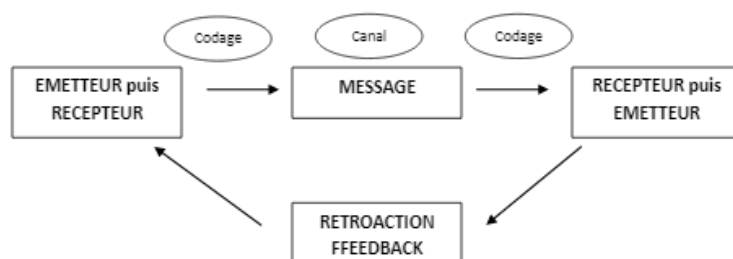 Codage
Canal
Codage
EMETTEUR puis
RECEPTEUR
MESSAGE
RECEPTEUR puis
EMETTEUR
RETROACTION
FFEEDBACK